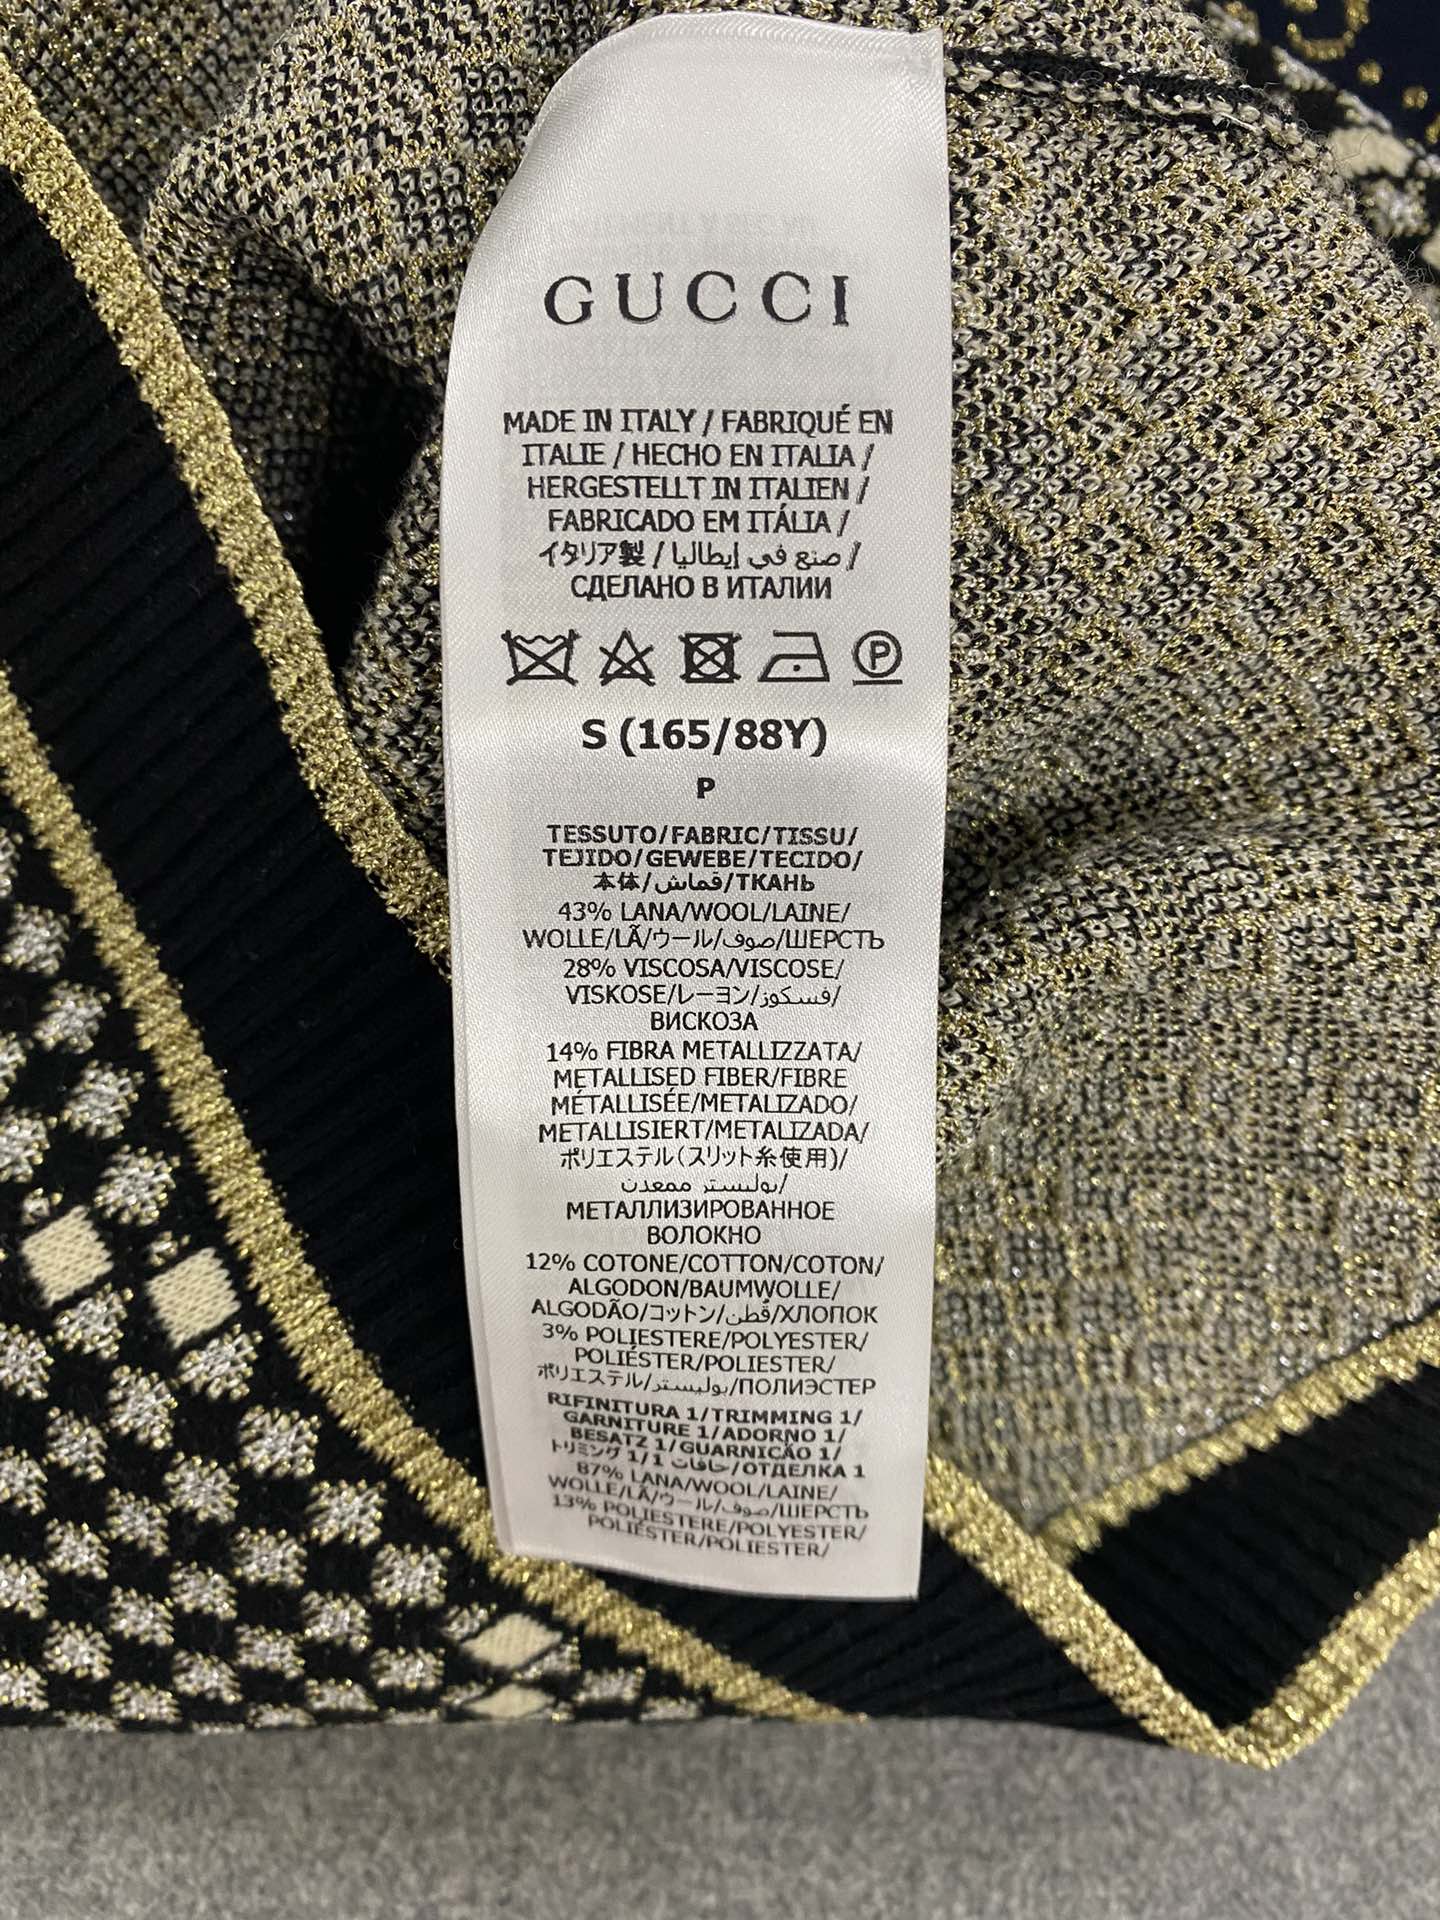 GUCCI
MADE IN ITALY / FABRIQUÉ EN
ITALIE / HECHO EN ITALIA /
HERGESTELLT IN ITALIEN /
FABRICADO EM ITÁLIA /
イタリア製 / صنع في إيطاليا /
СДЕЛАНО В ИТАЛИИ
P
S (165/88Y)
P
TESSUTO/FABRIC/TISSU/
TEJIDO/GEWEBE/TECIDO/
本体/قماش/ТКАНЬ
43% LANA/WOOL/LAINE/
WOLLE/LÃ/ウール/صوف/ШЕРСТЬ
28% VISCOSA/VISCOSE/
VISKOSE/レーヨン/فسكوز/
ВИСКОЗА
14% FIBRA METALLIZZATA/
METALLISED FIBER/FIBRE
MÉTALLISÉE/METALIZADO/
METALLISIERT/METALIZADA/
ポリエステル(スリット糸使用)/
بوليستر ممعدن/
МЕТАЛЛИЗИРОВАННОЕ
ВОЛОКНО
12% COTONE/COTTON/COTON/
ALGODON/BAUMWOLLE/
ALGODÃO/コットン/قطن/ХЛОПОК
3% POLIESTERE/POLYESTER/
POLIÉSTER/POLIESTER/
ポリエステル/بوليستر/ПОЛИЭСТЕР
RIFINITURA 1/TRIMMING 1/
GARNITURE 1/ADORNO 1/
BESATZ 1/GUARNIÇÃO 1/
トリミング 1/1 حافات/ОТДЕЛКА 1
87% LANA/WOOL/LAINE/
WOLLE/LÃ/ウール/صوف/ШЕРСТЬ
13% POLIESTERE/POLYESTER/
POLIÉSTER/POLIESTER/